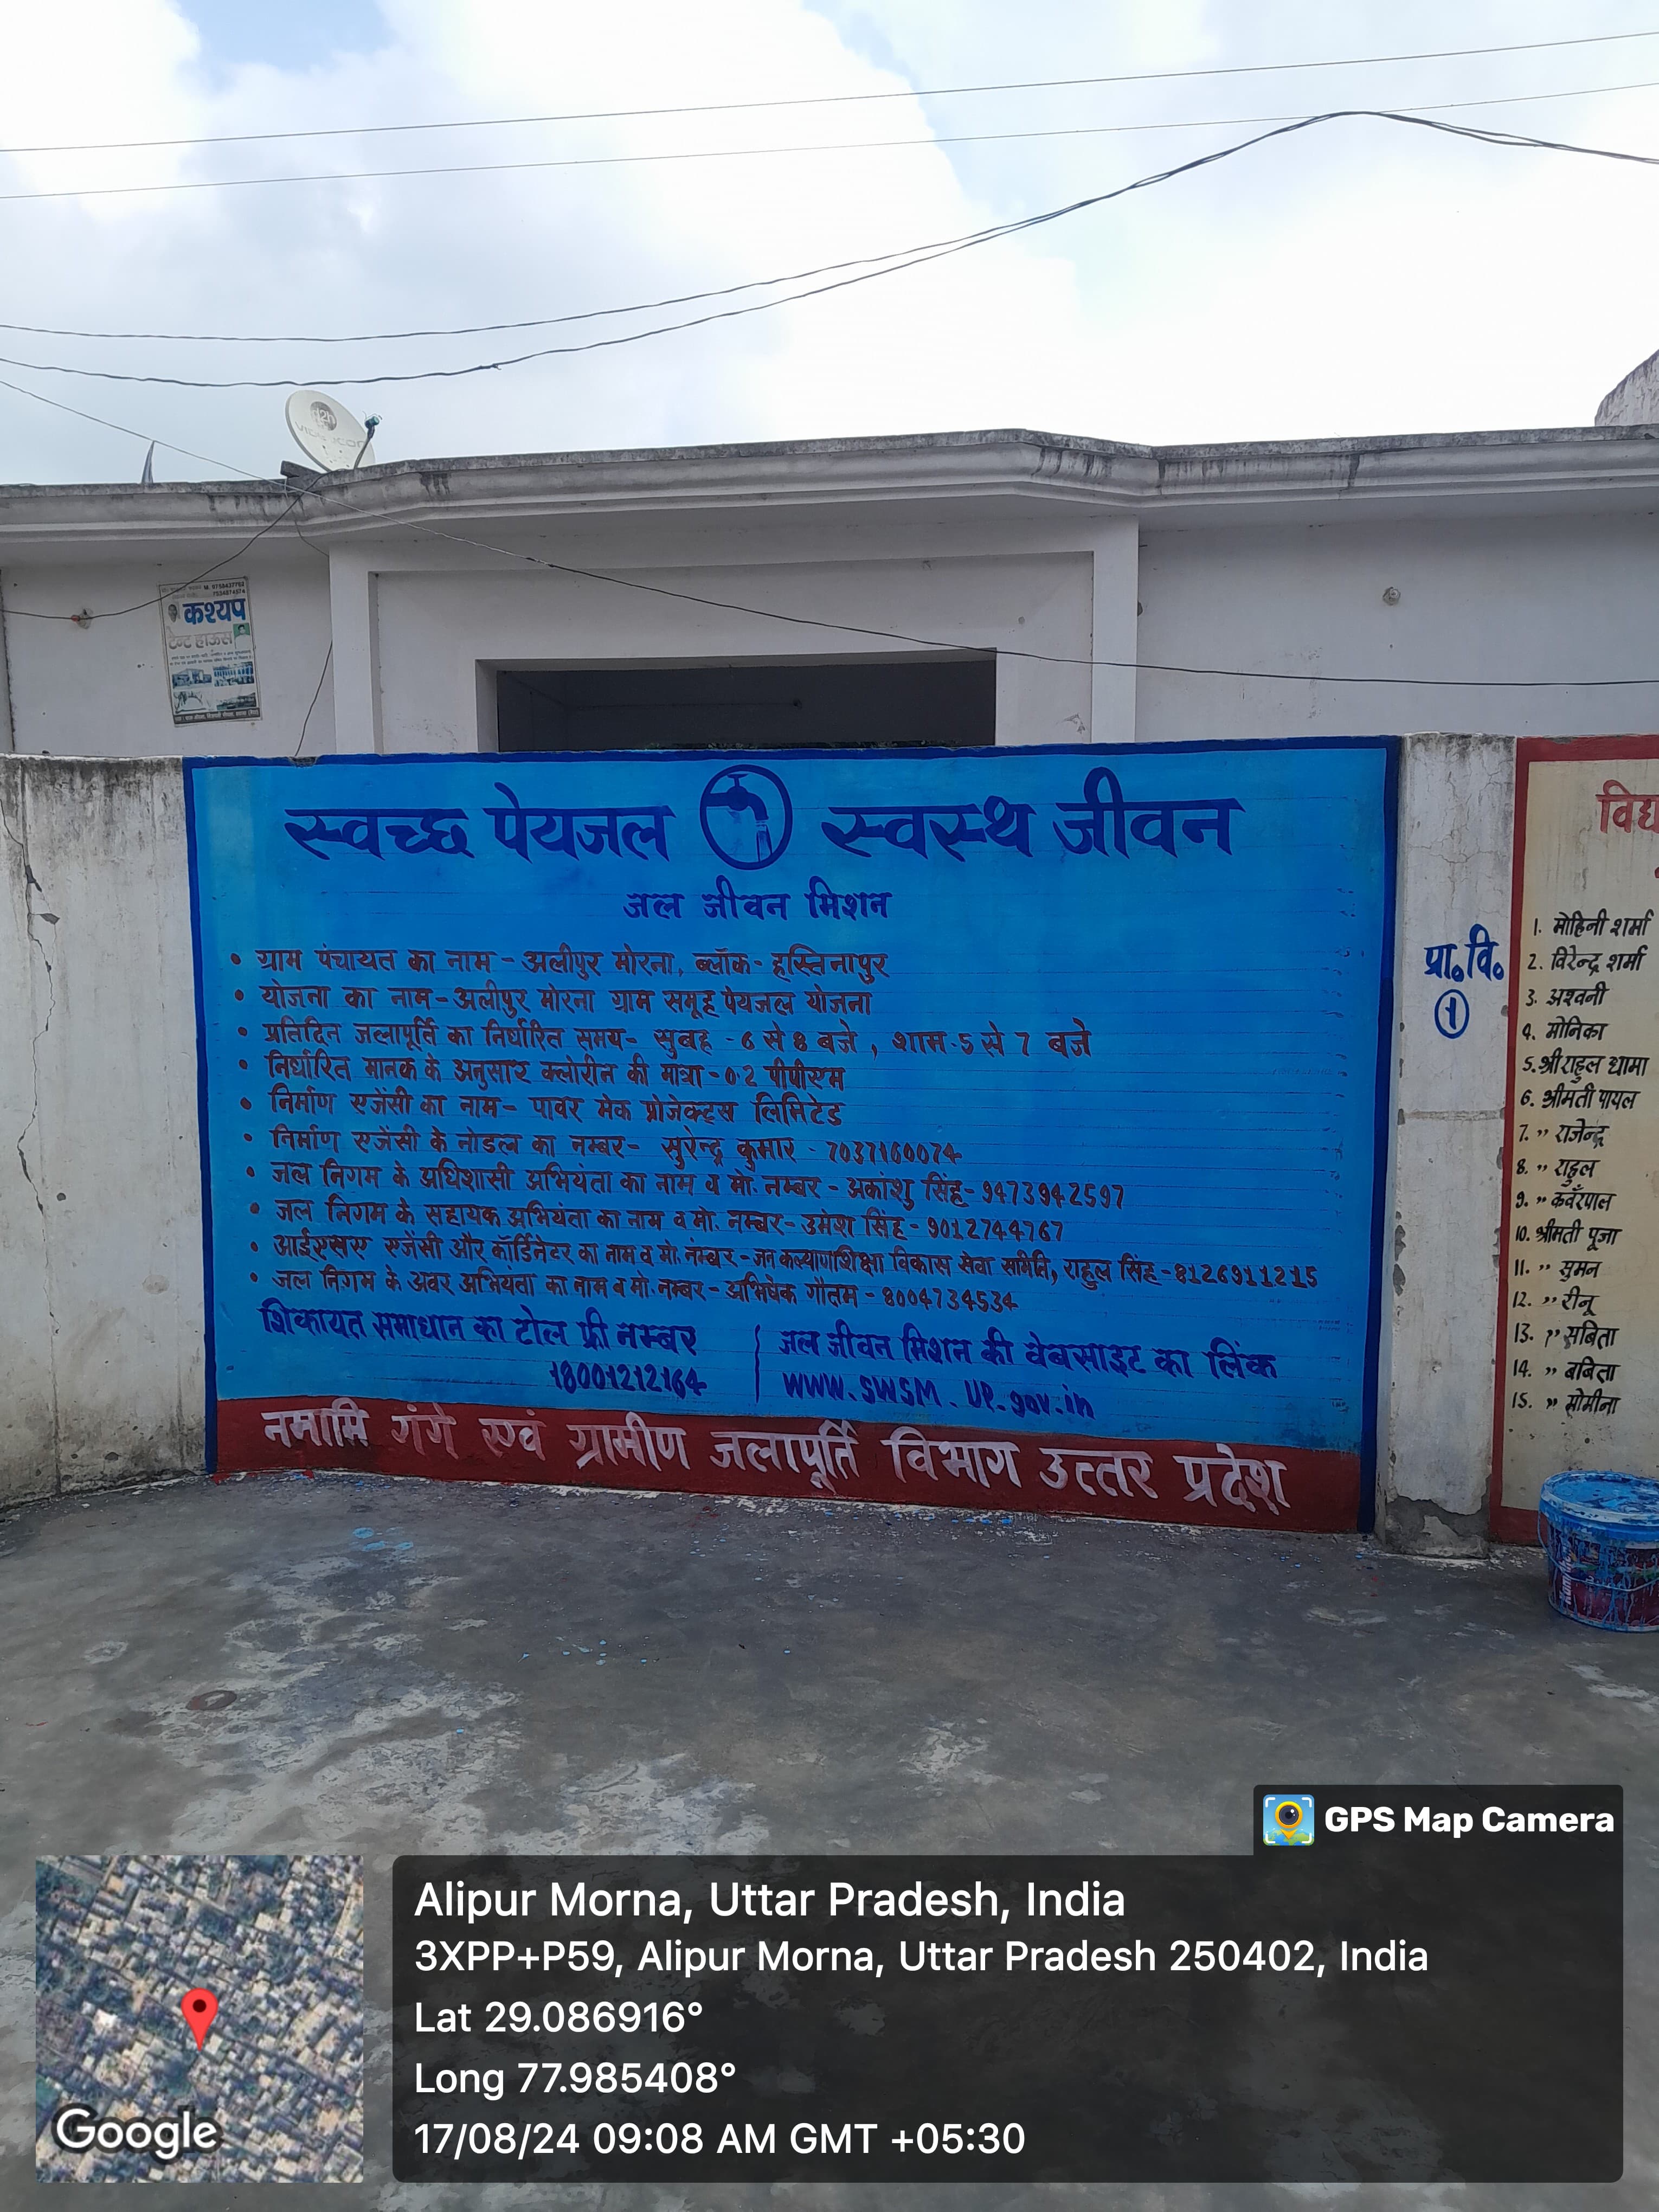 d2h
कश्यप
टैन्ट हाऊस
स्वच्छ पेयजल स्वस्थ जीवन
जल जीवन मिशन
• ग्राम पंचायत का नाम - अलीपुर मोरना, ब्लॉक - हस्तिनापुर
• योजना का नाम - अलीपुर मोरना ग्राम समूह पेयजल योजना
• प्रतिदिन जलापूर्ति का निर्धारित समय - सुबह - 6 से 8 बजे , शाम - 5 से 7 बजे
• निर्धारित मानक के अनुसार क्लोरीन की मात्रा - 0.2 पीपीएम
• निर्माण एजेंसी का नाम - पावर मेक प्रोजेक्ट्स लिमिटेड
• निर्माण एजेंसी के नोडल का नम्बर - सुरेन्द्र कुमार - 7037160074
• जल निगम के अधिशासी अभियंता का नाम व मो. नम्बर - अकांशु सिंह - 9473942597
• जल निगम के सहायक अभियंता का नाम व मो. नम्बर - उमेश सिंह - 9012744767
• आईएसए एजेंसी और कॉर्डिनेटर का नाम व मो. नंम्बर - जन कल्याण शिक्षा विकास सेवा समिति, राहुल सिंह - 8126911215
• जल निगम के अवर अभियंता का नाम व मो. नम्बर - अभिषेक गौतम - 8004734534
शिकायत समाधान का टोल फ्री नम्बर
18001212164
जल जीवन मिशन की वेबसाइट का लिंक
WWW.SWSM.UP.gov.in
नमामि गंगे एवं ग्रामीण जलापूर्ति विभाग उत्तर प्रदेश
प्रा. वि.
1
विद्य
1. मोहिनी शर्मा
2. विरेन्द्र शर्मा
3. अश्वनी
4. मोनिका
5. श्री राहुल धामा
6. श्रीमती पायल
7. " राजेन्द्र
8. " राहुल
9. " कवँरपाल
10. श्रीमती पूजा
11. " सुमन
12. " रीनू
13. " सबिता
14. " बबिता
15. " सोमीना
GPS Map Camera
Alipur Morna, Uttar Pradesh, India
3XPP+P59, Alipur Morna, Uttar Pradesh 250402, India
Lat 29.086916°
Long 77.985408°
17/08/24 09:08 AM GMT +05:30
Google